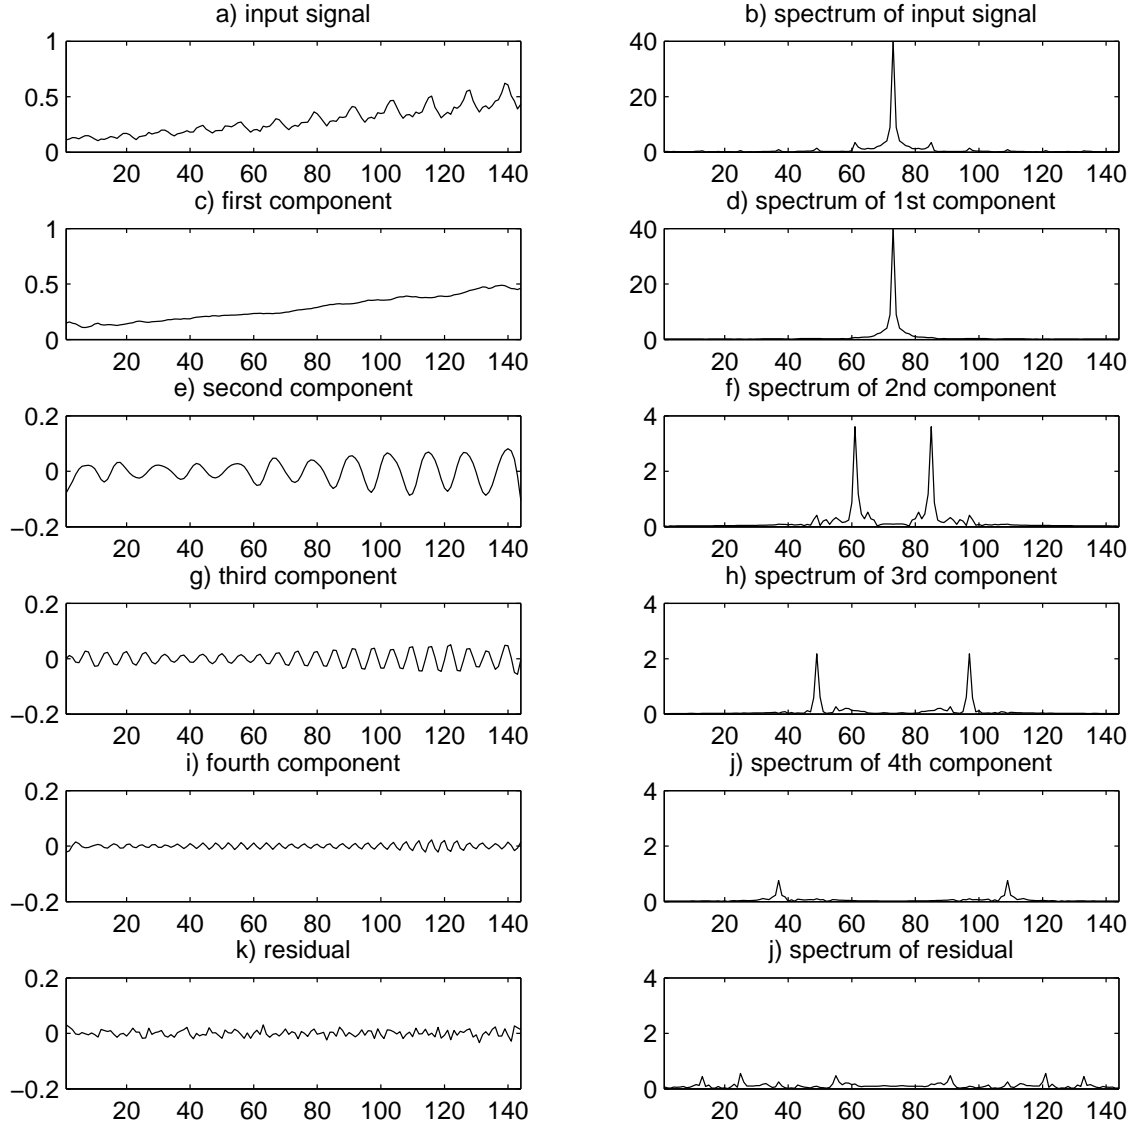 a) input signal
1
0.5
0
20 40 60 80 100 120 140
b) spectrum of input signal
40
20
0
20 40 60 80 100 120 140
c) first component
1
0.5
0
20 40 60 80 100 120 140
d) spectrum of 1st component
40
20
0
20 40 60 80 100 120 140
e) second component
0.2
0
−0.2
20 40 60 80 100 120 140
f) spectrum of 2nd component
4
2
0
20 40 60 80 100 120 140
g) third component
0.2
0
−0.2
20 40 60 80 100 120 140
h) spectrum of 3rd component
4
2
0
20 40 60 80 100 120 140
i) fourth component
0.2
0
−0.2
20 40 60 80 100 120 140
j) spectrum of 4th component
4
2
0
20 40 60 80 100 120 140
k) residual
0.2
0
−0.2
20 40 60 80 100 120 140
j) spectrum of residual
4
2
0
20 40 60 80 100 120 140